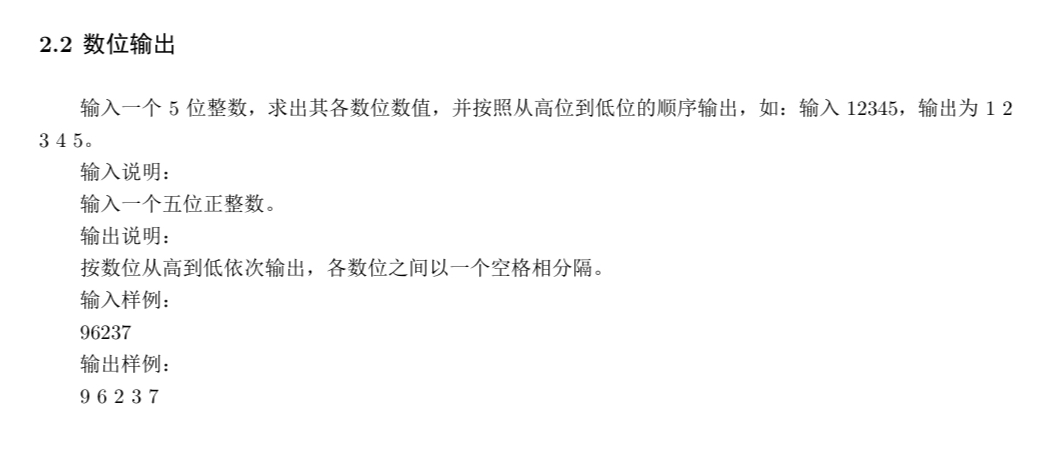 2.2 数位输出
输入一个 5 位整数，求出其各数位数值，并按照从高位到低位的顺序输出，如：输入 12345，输出为 1 2
3 4 5。
输入说明：
输入一个五位正整数。
输出说明：
按数位从高到低依次输出，各数位之间以一个空格相分隔。
输入样例：
96237
输出样例：
9 6 2 3 7